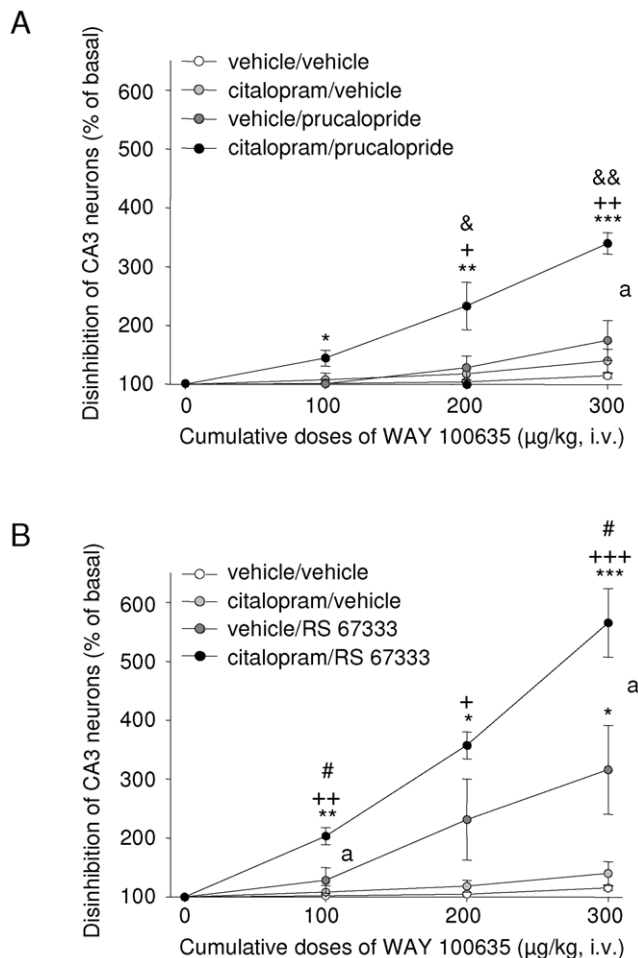 A
Disinhibition of CA3 neurons (% of basal)
600
500
400
300
200
100
vehicle/vehicle
citalopram/vehicle
vehicle/prucalopride
citalopram/prucalopride
*
&
+
**
&&
++
***
a
0
100
200
300
Cumulative doses of WAY 100635 (µg/kg, i.v.)
B
Disinhibition of CA3 neurons (% of basal)
600
500
400
300
200
100
vehicle/vehicle
citalopram/vehicle
vehicle/RS 67333
citalopram/RS 67333
#
++
**
a
+
*
#
+++
***
a
*
0
100
200
300
Cumulative doses of WAY 100635 (µg/kg, i.v.)